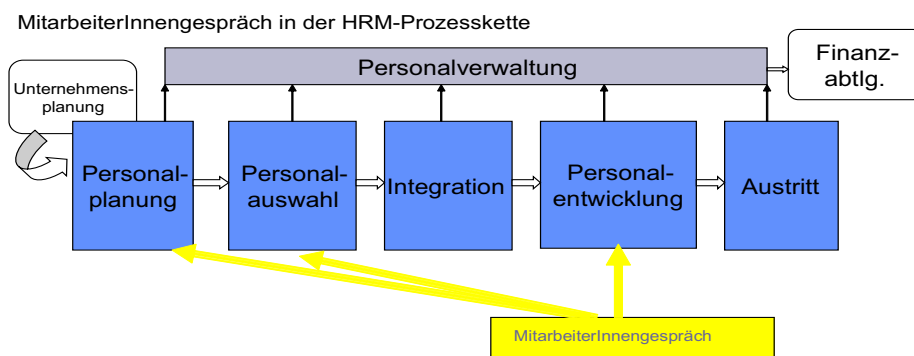 MitarbeiterInnengespräch in der HRM-Prozesskette
Personalverwaltung
Finanz-
abtlg.
Unternehmens-
planung
Personal-
planung
Personal-
auswahl
Integration
Personal-
entwicklung
Austritt
MitarbeiterInnengespräch